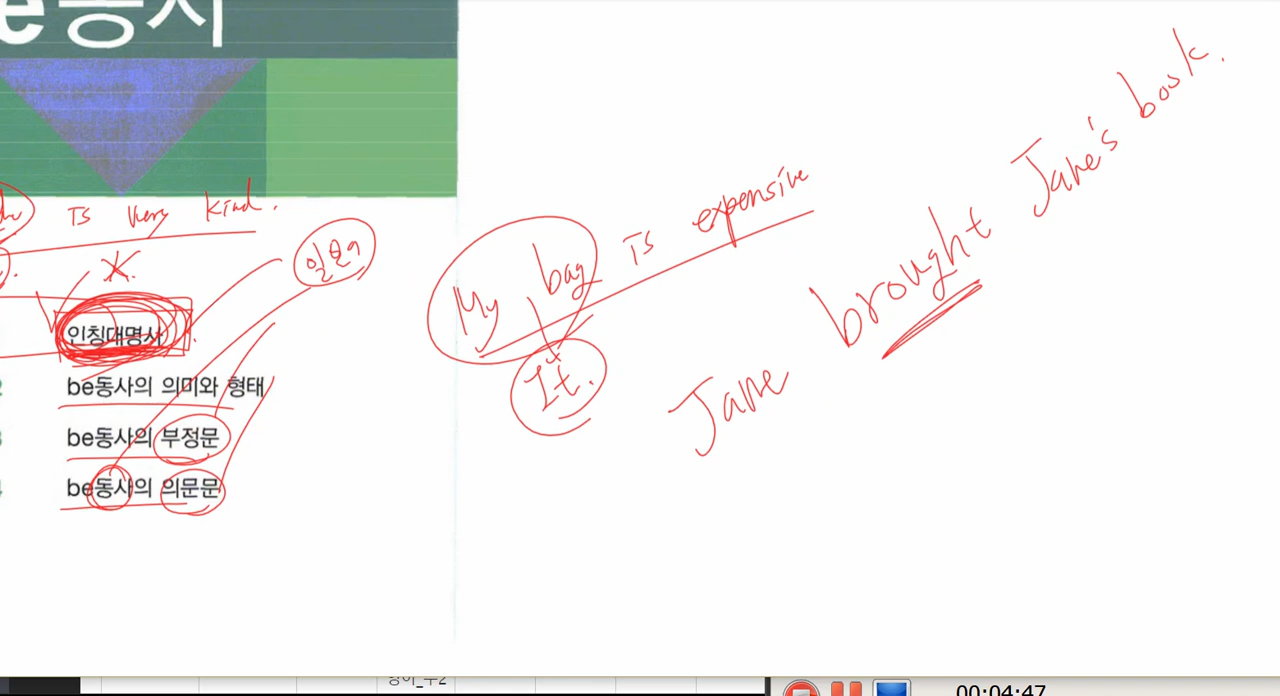 be동사
is very kind.
일반
My bag is expensive
It.
Jane brought Jane's book.
인칭대명사
be동사의 의미와 형태
be동사의 부정문
be동사의 의문문
00:04:47